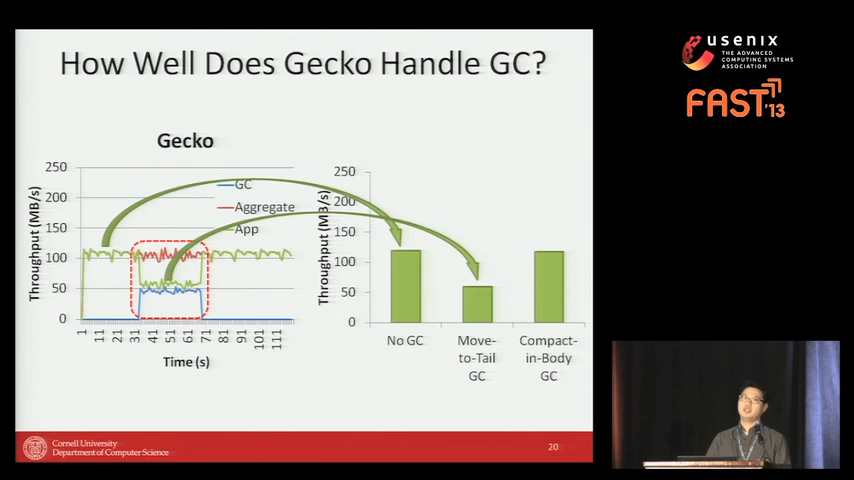 How Well Does Gecko Handle GC?
usenix
THE ADVANCED
COMPUTING SYSTEMS
ASSOCIATION
FAST'13
Gecko
Throughput (MB/s)
250
200
150
100
50
0
GC
Aggregate
App
1
11
21
31
41
51
61
71
81
91
101
111
Time (s)
Throughput (MB/s)
250
200
150
100
50
0
No GC
Move-
to-Tail
GC
Compact-
in-Body
GC
Cornell University
Department of Computer Science
20